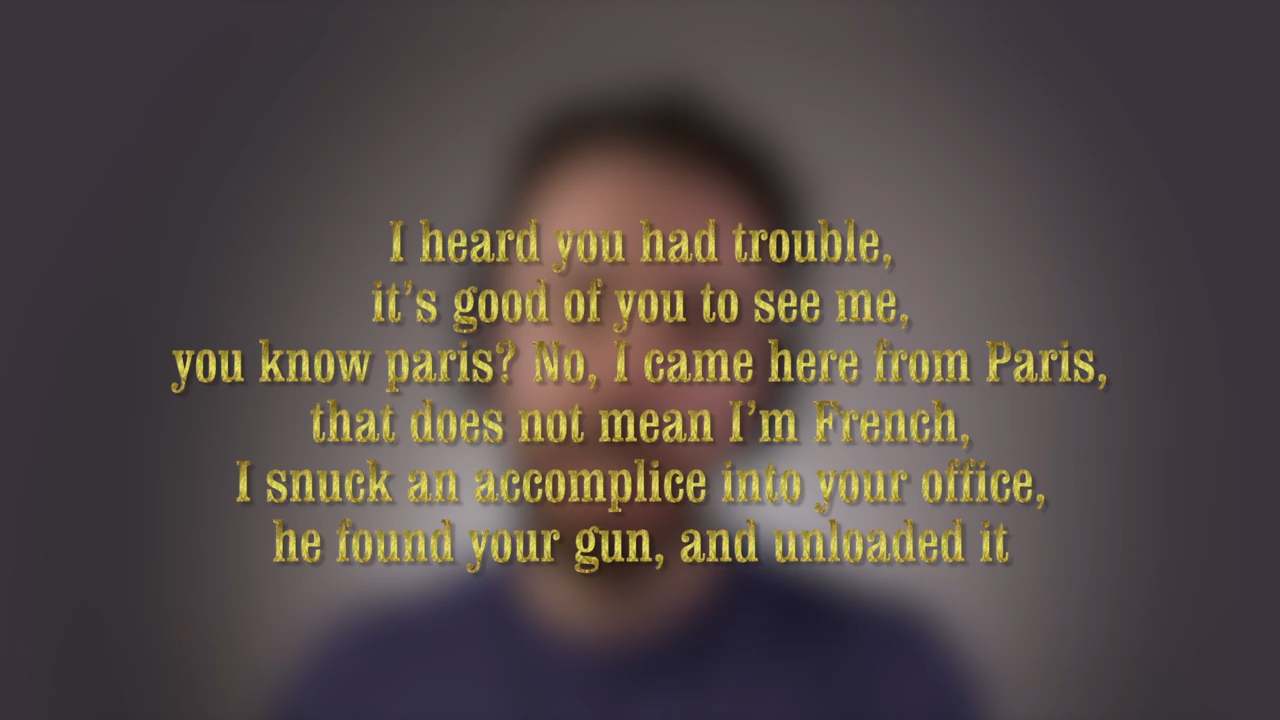 I heard you had trouble,
it's good of you to see me,
you know paris? No, I came here from Paris,
that does not mean I'm French,
I snuck an accomplice into your office,
he found your gun, and unloaded it